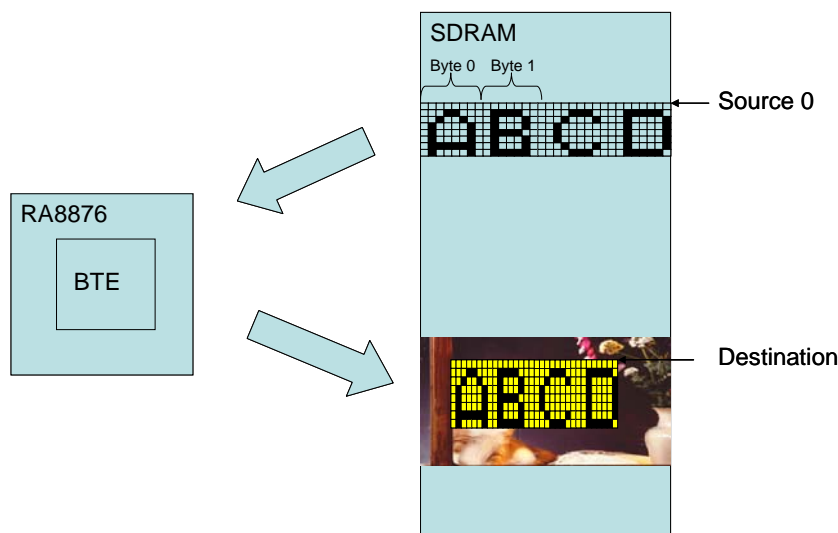 SDRAM
Byte 0 Byte 1
Source 0
ABCD
RA8876
BTE
Destination
ABCD